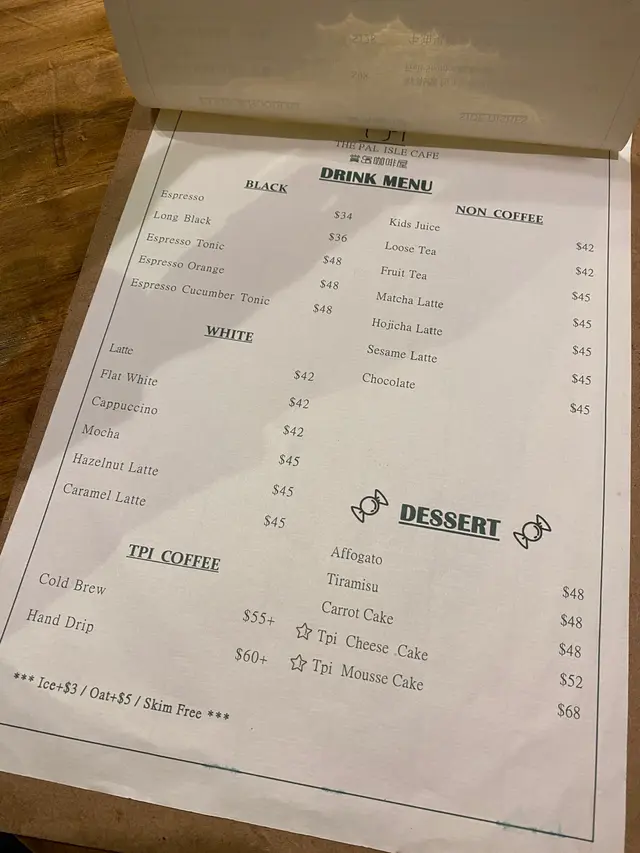 THE PAL ISLE CAFE
咖啡屋
DRINK MENU
BLACK
Espresso $34
Long Black $36
Espresso Tonic $48
Espresso Orange $48
Espresso Cucumber Tonic $48
WHITE
Latte $42
Flat White $42
Cappuccino $42
Mocha $45
Hazelnut Latte $45
Caramel Latte $45
TPI COFFEE
Cold Brew $55+
Hand Drip $60+
*** Ice+$3 / Oat+$5 / Skim Free ***
NON COFFEE
Kids Juice $42
Loose Tea $42
Fruit Tea $45
Matcha Latte $45
Hojicha Latte $45
Sesame Latte $45
Chocolate $45
DESSERT
Affogato $48
Tiramisu $48
Carrot Cake $48
Tpi Cheese Cake $52
Tpi Mousse Cake $68